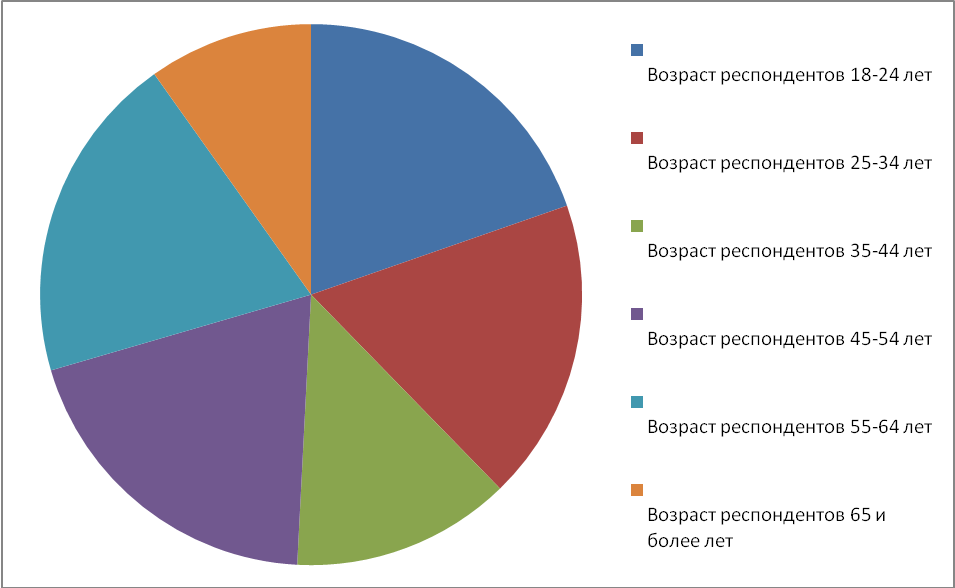 Возраст респондентов 18-24 лет
Возраст респондентов 25-34 лет
Возраст респондентов 35-44 лет
Возраст респондентов 45-54 лет
Возраст респондентов 55-64 лет
Возраст респондентов 65 и
более лет